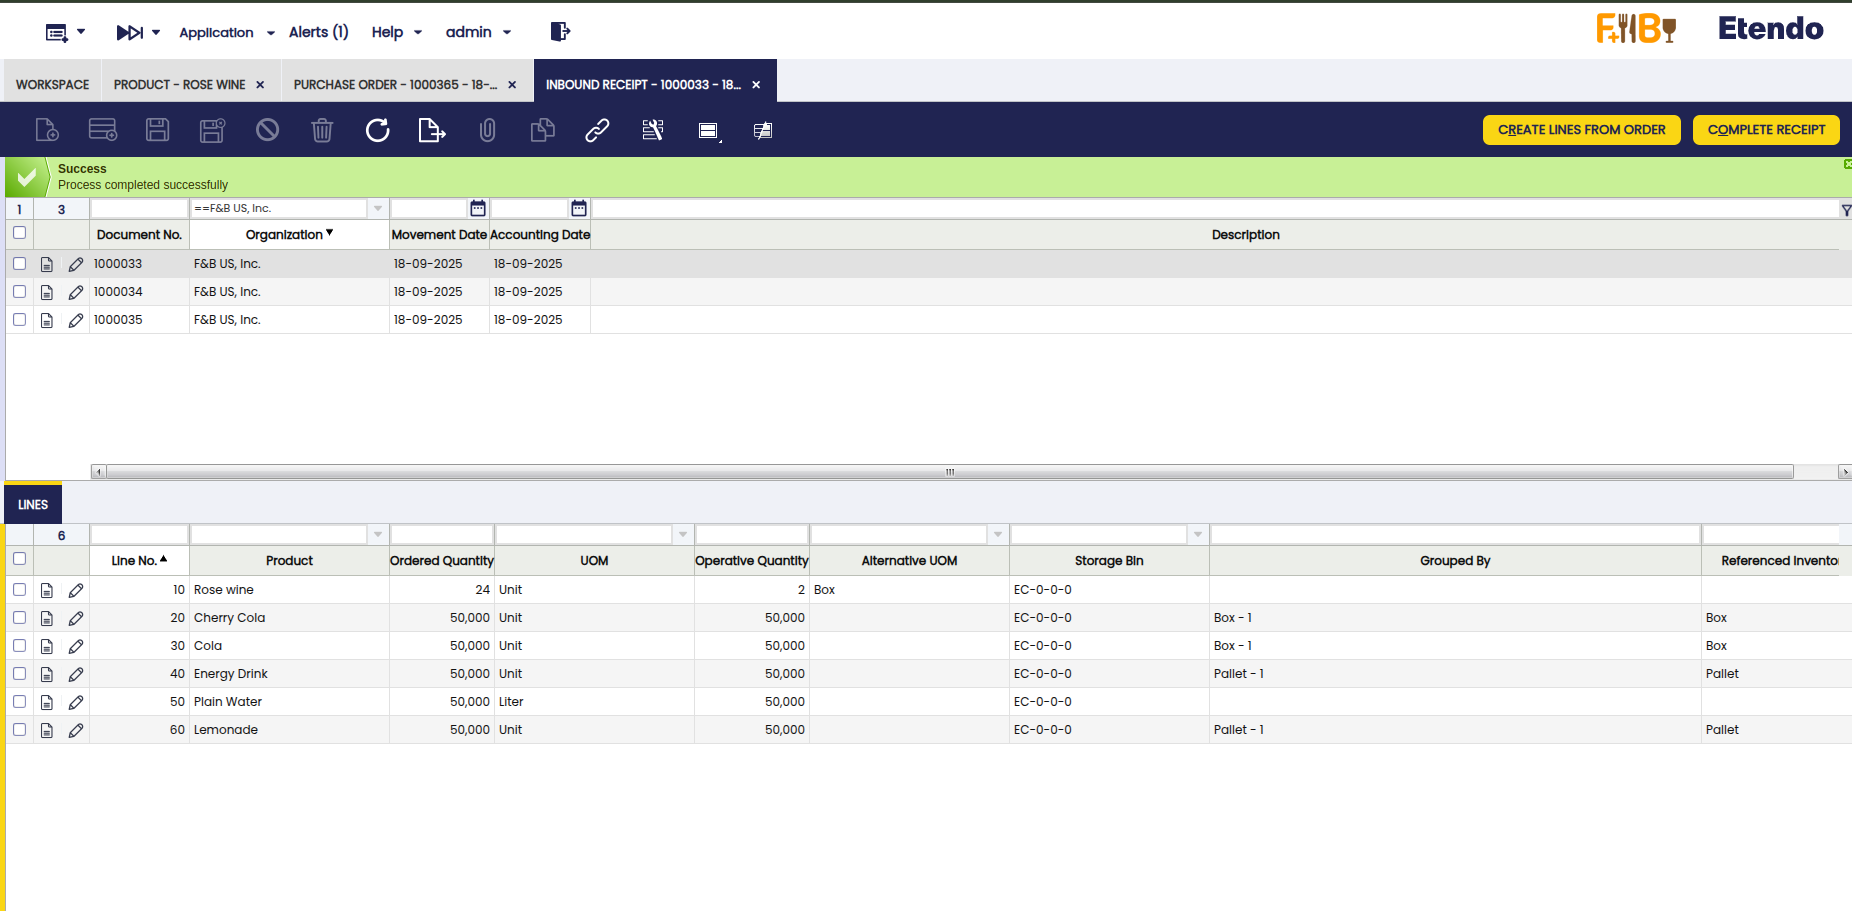 Application Alerts (1) Help admin F&B Etendo
WORKSPACE PRODUCT - ROSE WINE × PURCHASE ORDER - 1000365 - 18-... × INBOUND RECEIPT - 1000033 - 18... ×
CREATE LINES FROM ORDER COMPLETE RECEIPT
Success
Process completed successfully
1 3 ==F&B US, Inc.
Document No. Organization Movement Date Accounting Date Description
1000033 F&B US, Inc. 18-09-2025 18-09-2025
1000034 F&B US, Inc. 18-09-2025 18-09-2025
1000035 F&B US, Inc. 18-09-2025 18-09-2025
LINES
6
Line No. Product Ordered Quantity UOM Operative Quantity Alternative UOM Storage Bin Grouped By Referenced Inventor
10 Rose wine 24 Unit 2 Box EC-0-0-0
20 Cherry Cola 50,000 Unit 50,000 EC-0-0-0 Box - 1 Box
30 Cola 50,000 Unit 50,000 EC-0-0-0 Box - 1 Box
40 Energy Drink 50,000 Unit 50,000 EC-0-0-0 Pallet - 1 Pallet
50 Plain Water 50,000 Liter 50,000 EC-0-0-0
60 Lemonade 50,000 Unit 50,000 EC-0-0-0 Pallet - 1 Pallet